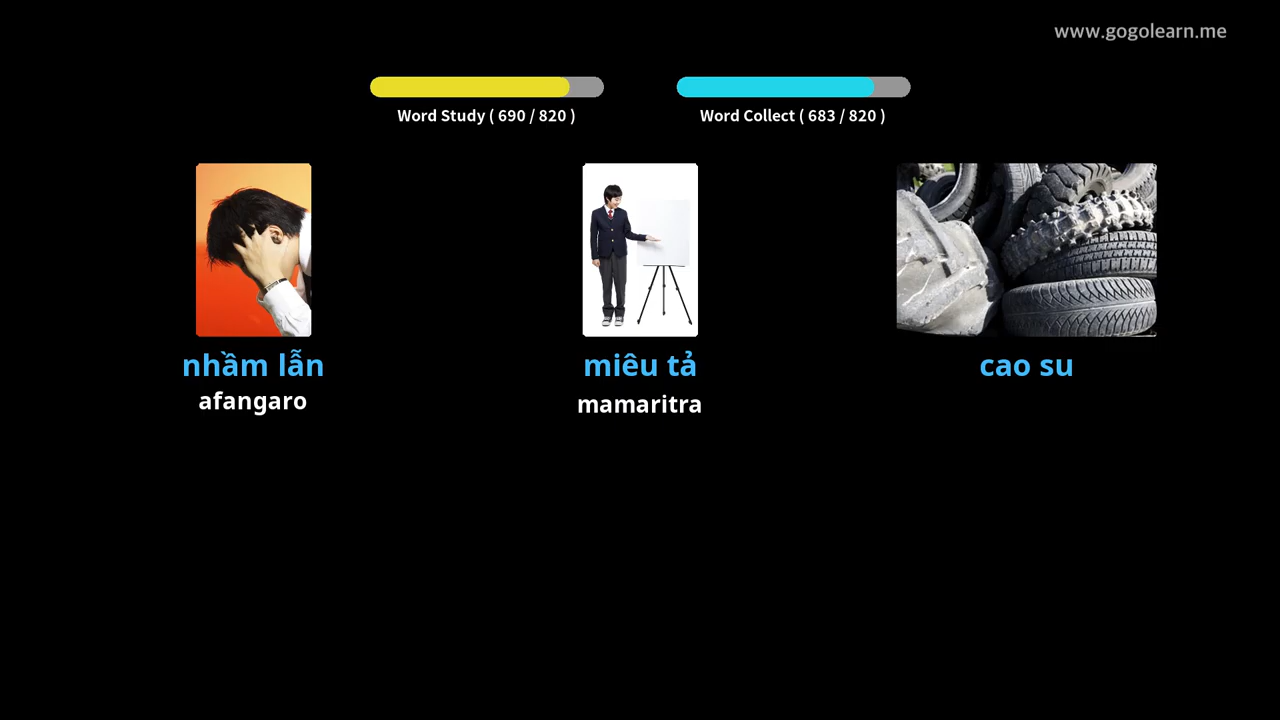 www.gogolearn.me
Word Study ( 690 / 820 )
Word Collect ( 683 / 820 )
nhầm lẫn
afangaro
miêu tả
mamaritra
cao su